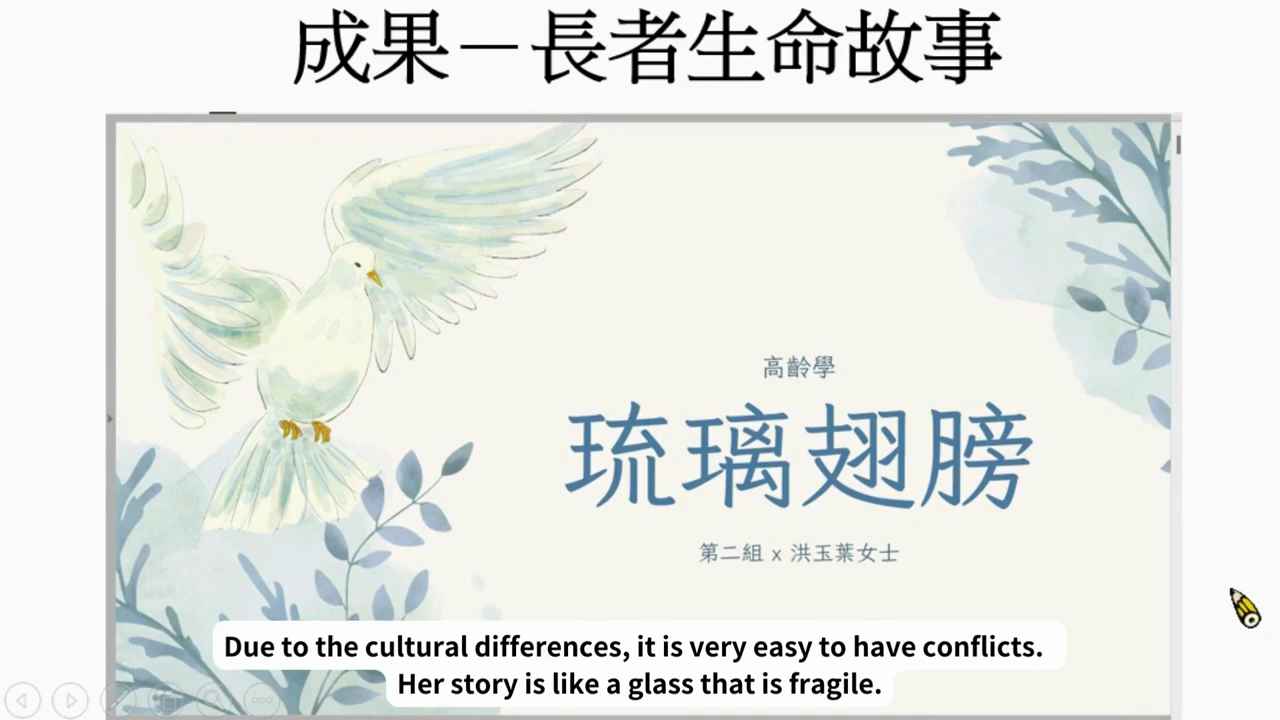 成果－長者生命故事
高齡學
琉璃翅膀
第二組 x 洪玉葉女士
Due to the cultural differences, it is very easy to have conflicts.
Her story is like a glass that is fragile.